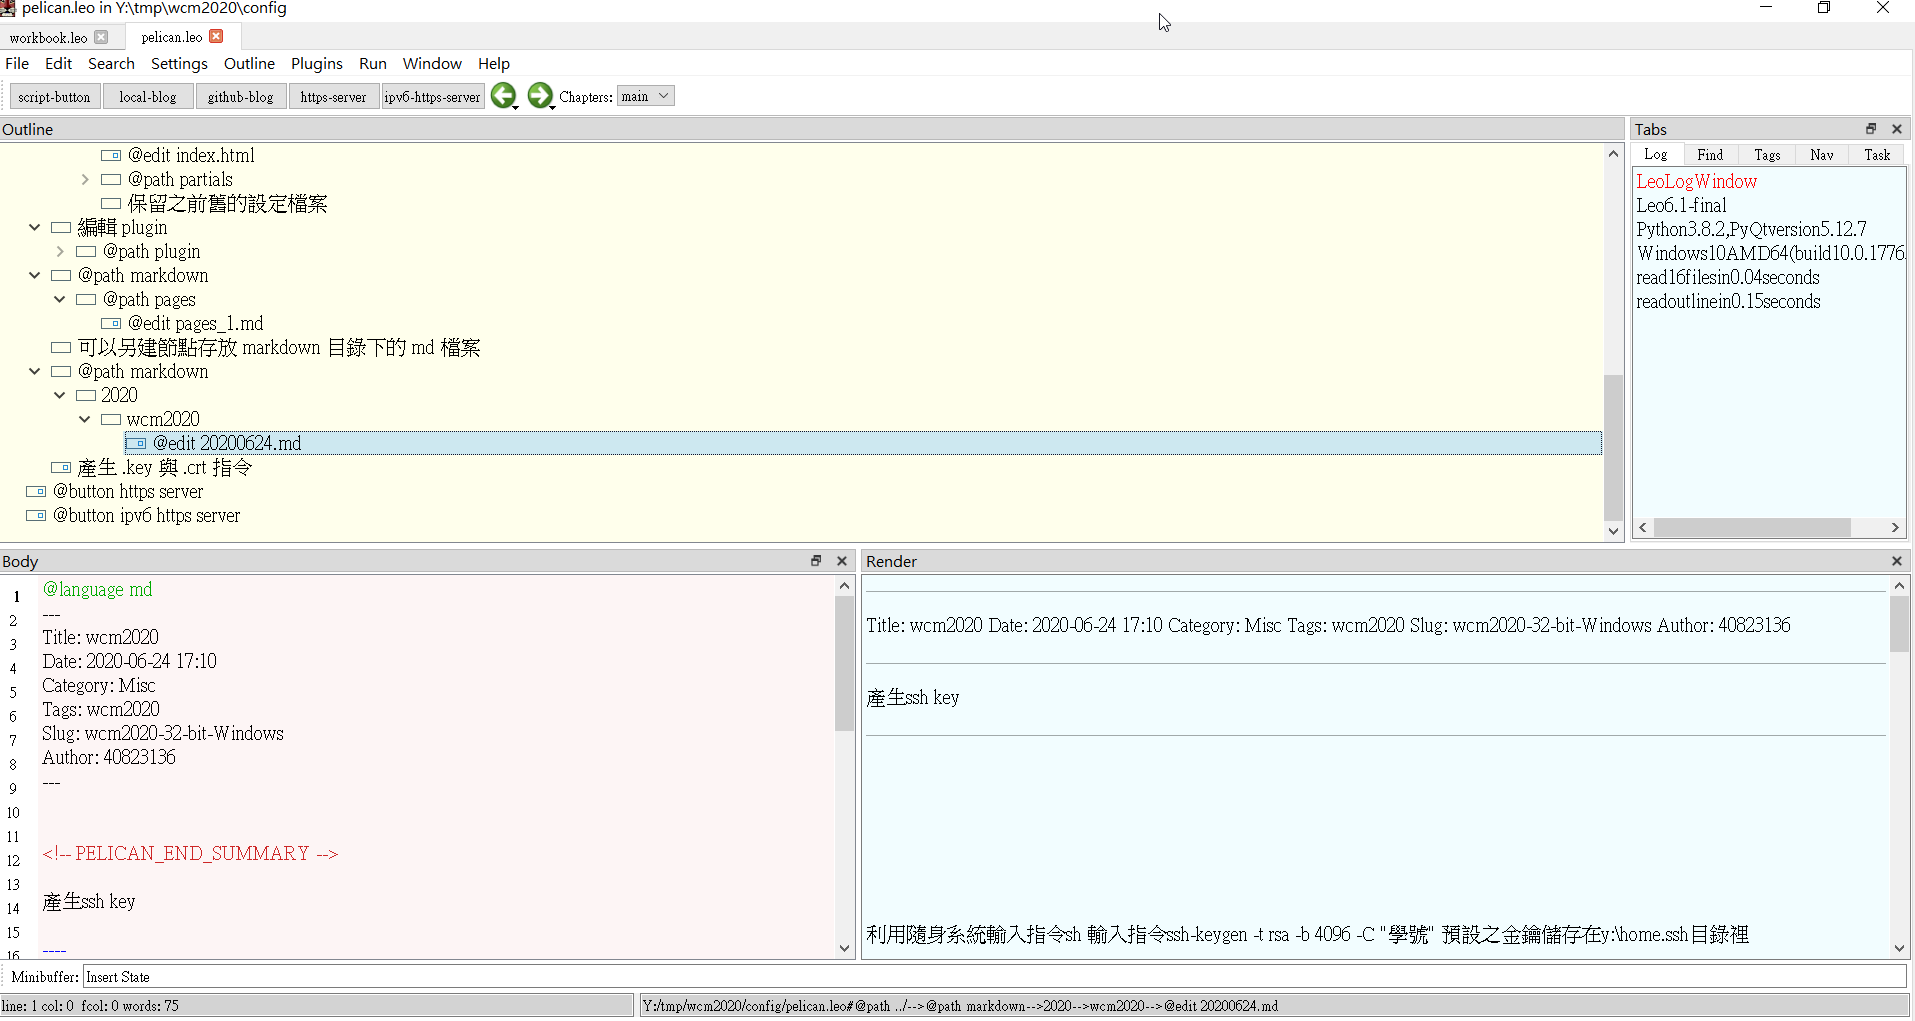 pelican.leo in Y:\tmp\wcm2020\config
workbook.leo
pelican.leo
File Edit Search Settings Outline Plugins Run Window Help
script-button local-blog github-blog https-server ipv6-https-server Chapters: main
Outline
@edit index.html
@path partials
保留之前舊的設定檔案
編輯 plugin
@path plugin
@path markdown
@path pages
@edit pages_1.md
可以另建節點存放 markdown 目錄下的 md 檔案
@path markdown
2020
wcm2020
@edit 20200624.md
產生 .key 與 .crt 指令
@button https server
@button ipv6 https server
Tabs
Log Find Tags Nav Task
LeoLogWindow
Leo6.1-final
Python3.8.2,PyQtversion5.12.7
Windows10AMD64(build10.0.1776
read16filesin0.04seconds
readoutlinein0.15seconds
Body
1 @language md
2 ---
3 Title: wcm2020
4 Date: 2020-06-24 17:10
5 Category: Misc
6 Tags: wcm2020
7 Slug: wcm2020-32-bit-Windows
8 Author: 40823136
9 ---
10
11
12 <!-- PELICAN_END_SUMMARY -->
13
14 產生ssh key
15
16 ----
Render
Title: wcm2020 Date: 2020-06-24 17:10 Category: Misc Tags: wcm2020 Slug: wcm2020-32-bit-Windows Author: 40823136
產生ssh key
利用隨身系統輸入指令sh 輸入指令ssh-keygen -t rsa -b 4096 -C "學號" 預設之金鑰儲存在y:\home.ssh目錄裡
Minibuffer: Insert State
line: 1 col: 0 fcol: 0 words: 75
Y:/tmp/wcm2020/config/pelican.leo#@path ../-->@path markdown-->2020-->wcm2020-->@edit 20200624.md